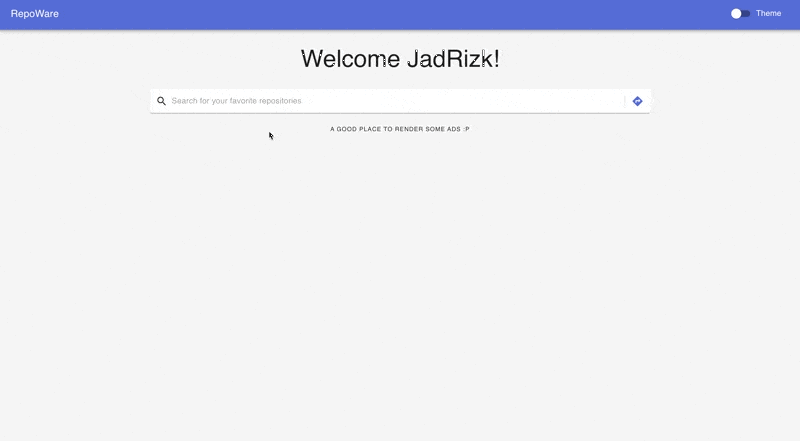 RepoWare
Theme
Welcome JadRizk!
Search for your favorite repositories
A GOOD PLACE TO RENDER SOME ADS :P